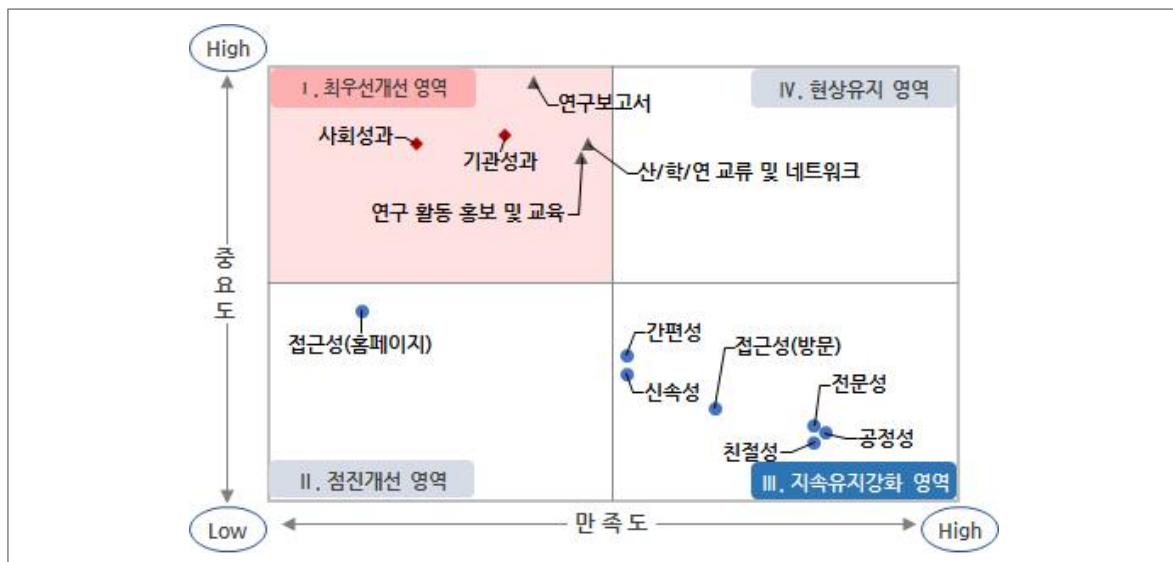 High
Ⅰ. 최우선개선 영역
Ⅳ. 현상유지 영역
연구보고서
사회성과
기관성과
산/학/연 교류 및 네트워크
연구 활동 홍보 및 교육
중요도
접근성(홈페이지)
간편성
접근성(방문)
신속성
전문성
공정성
친절성
Ⅱ. 점진개선 영역
Ⅲ. 지속유지강화 영역
Low
만족도
High